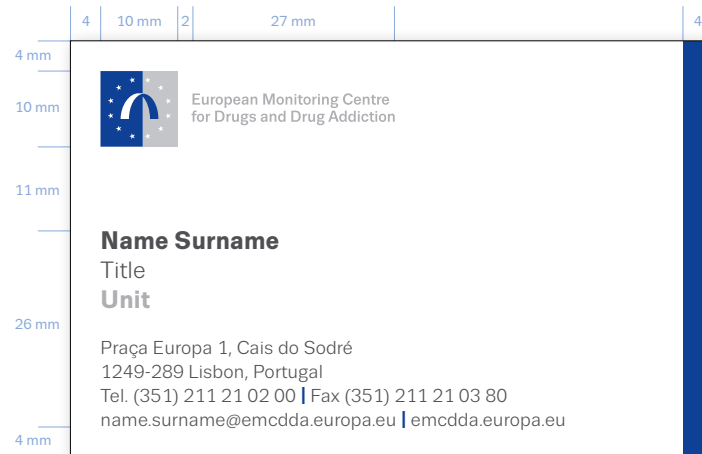 4 10 mm 2 27 mm 4
4 mm
10 mm
European Monitoring Centre
for Drugs and Drug Addiction
11 mm
Name Surname
Title
Unit
26 mm
Praça Europa 1, Cais do Sodré
1249-289 Lisbon, Portugal
Tel. (351) 211 21 02 00 | Fax (351) 211 21 03 80
name.surname@emcdda.europa.eu | emcdda.europa.eu
4 mm